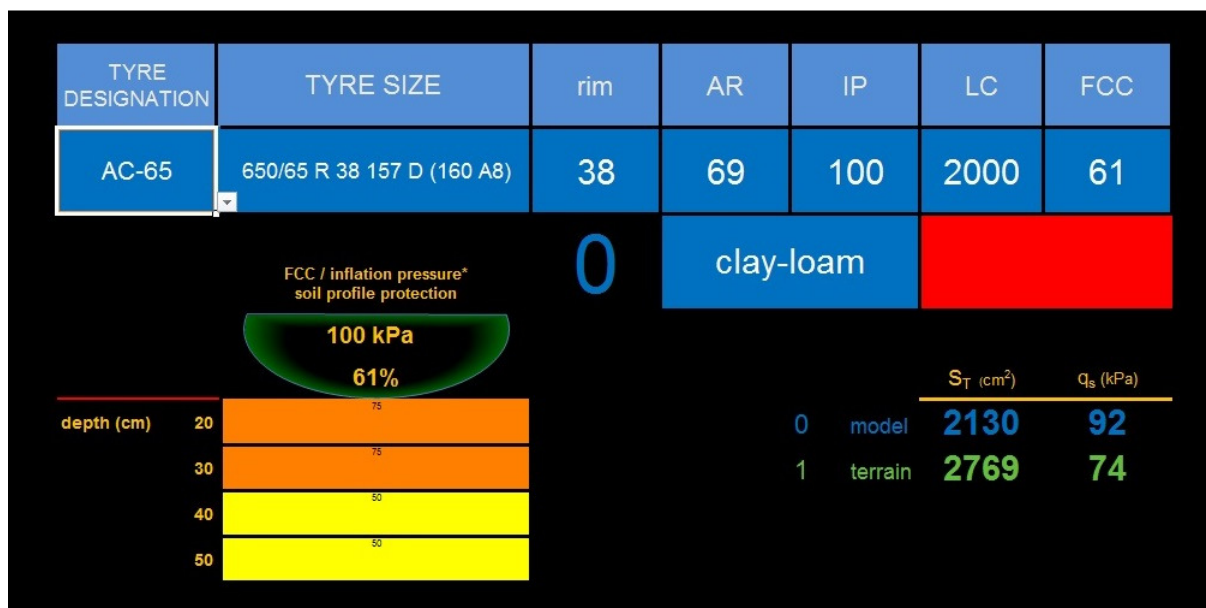 TYRE DESIGNATION TYRE SIZE rim AR IP LC FCC
AC-65 650/65 R 38 157 D (160 A8) 38 69 100 2000 61
0 clay-loam
FCC / inflation pressure*
soil profile protection
100 kPa
61%
S_T (cm²) q_s (kPa)
depth (cm) 20 75 0 model 2130 92
30 75 1 terrain 2769 74
40 50
50 50